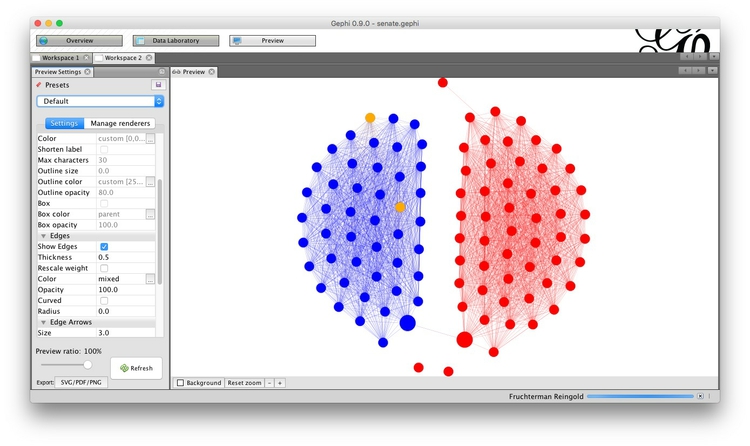 Gephi 0.9.0 - senate.gephi
Overview
Data Laboratory
Preview
Workspace 1
Workspace 2
Preview Settings
Preview
Presets
Default
Settings
Manage renderers
Color custom [0,0...
Shorten label
Max characters 30
Outline size 0.0
Outline color custom [25...
Outline opacity 80.0
Box
Box color parent
Box opacity 100.0
Edges
Show Edges
Thickness 0.5
Rescale weight
Color mixed
Opacity 100.0
Curved
Radius 0.0
Edge Arrows
Size 3.0
Preview ratio: 100%
Refresh
Export: SVG/PDF/PNG
Background Reset zoom - +
Fruchterman Reingold